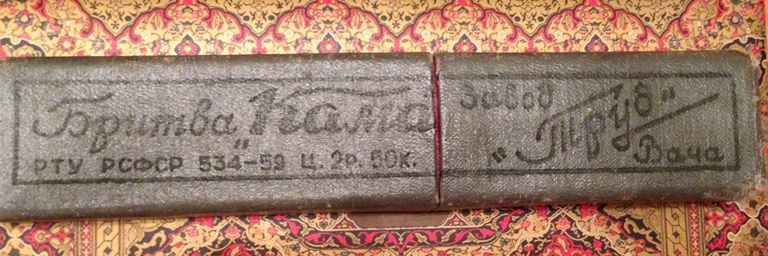 Бритва "Кама
РТУ РСФСР 534-59 Ц. 2р. 50к.
Завод
"Труд"
Вача